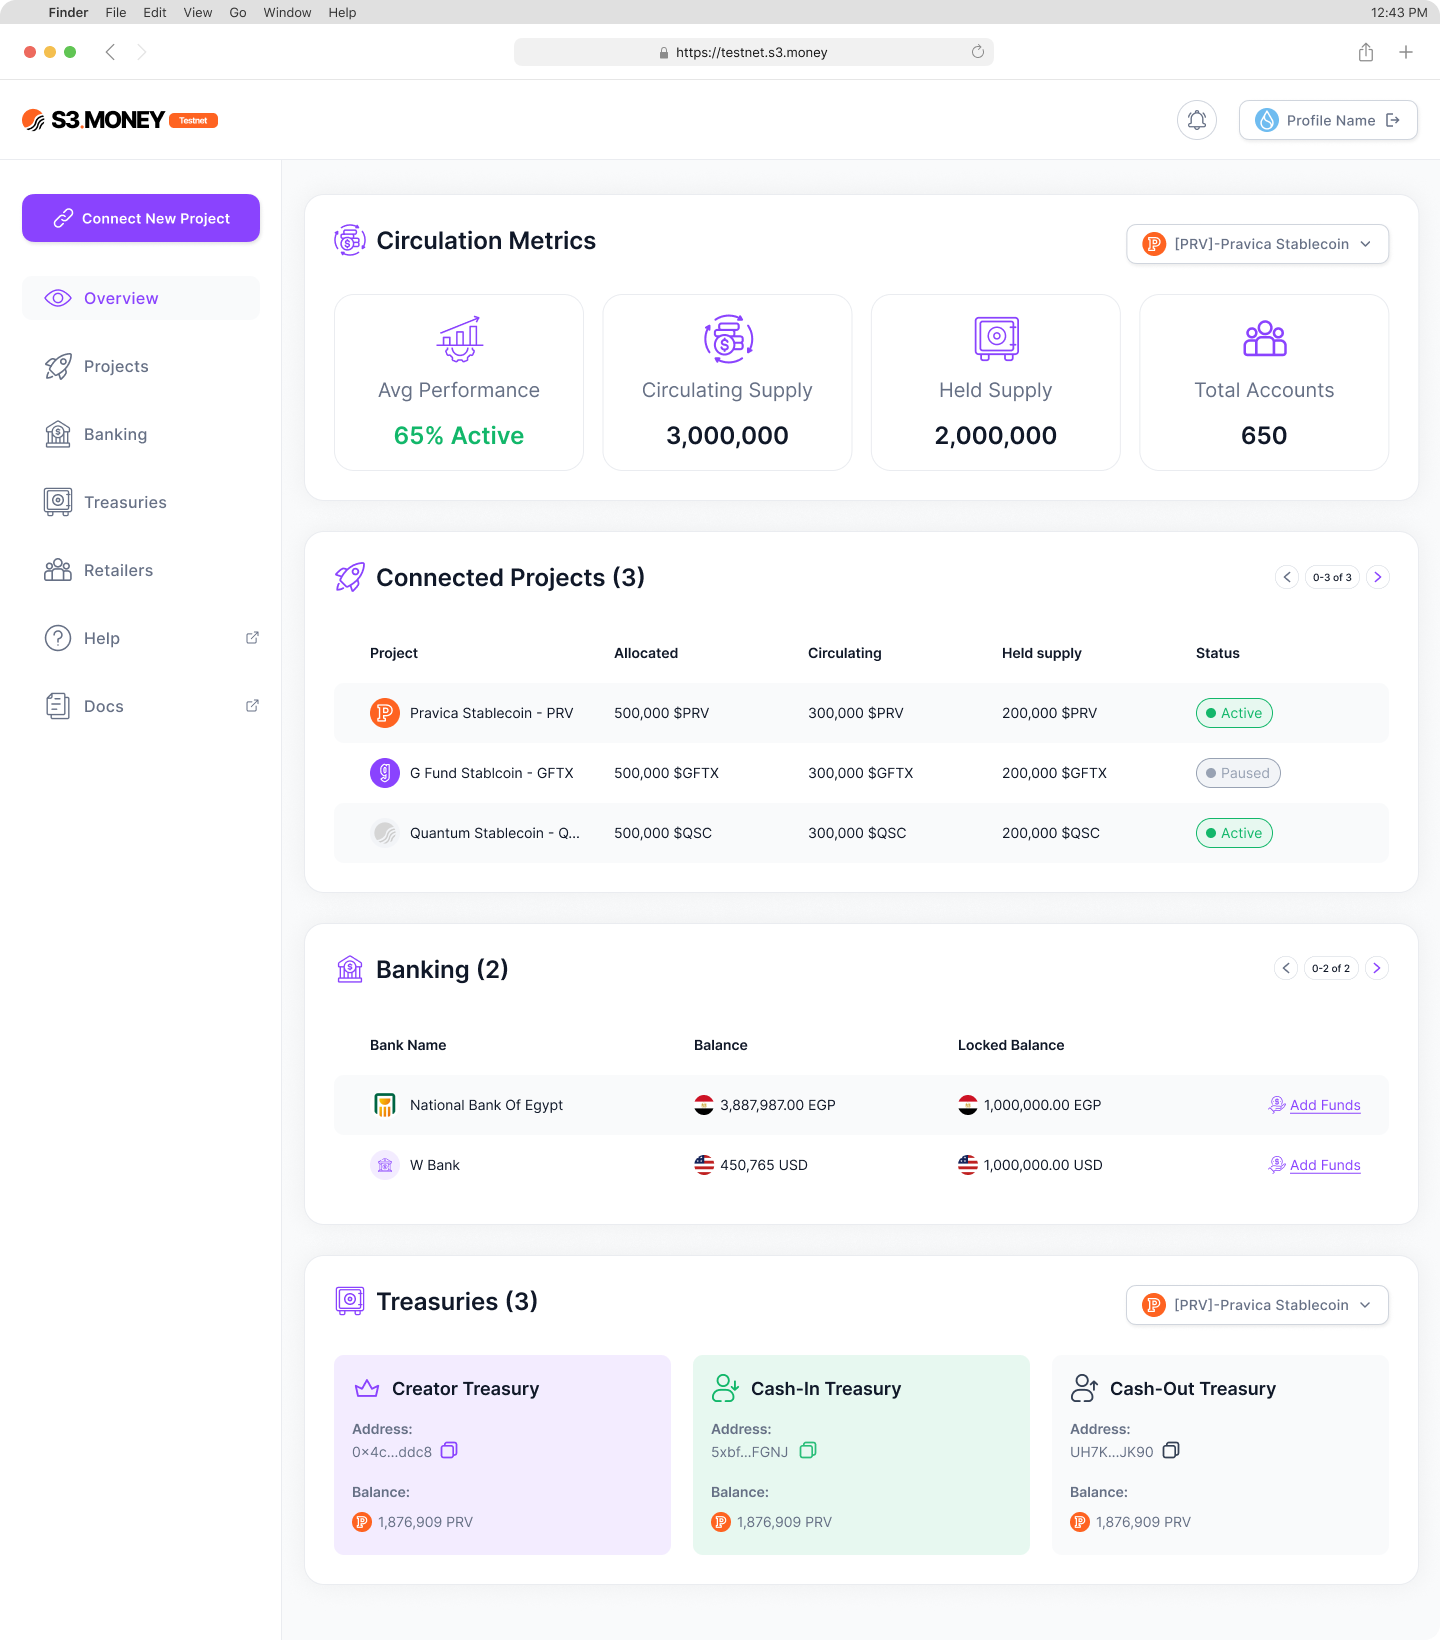 Finder File Edit View Go Window Help 12:43 PM
https://testnet.s3.money
S3.MONEY Testnet
Profile Name
Connect New Project
Overview
Projects
Banking
Treasuries
Retailers
Help
Docs
Circulation Metrics
[PRV]-Pravica Stablecoin
Avg Performance
65% Active
Circulating Supply
3,000,000
Held Supply
2,000,000
Total Accounts
650
Connected Projects (3)
0-3 of 3
Project Allocated Circulating Held supply Status
Pravica Stablecoin - PRV 500,000 $PRV 300,000 $PRV 200,000 $PRV Active
G Fund Stablcoin - GFTX 500,000 $GFTX 300,000 $GFTX 200,000 $GFTX Paused
Quantum Stablecoin - Q... 500,000 $QSC 300,000 $QSC 200,000 $QSC Active
Banking (2)
0-2 of 2
Bank Name Balance Locked Balance
National Bank Of Egypt 3,887,987.00 EGP 1,000,000.00 EGP Add Funds
W Bank 450,765 USD 1,000,000.00 USD Add Funds
Treasuries (3)
[PRV]-Pravica Stablecoin
Creator Treasury
Address:
0x4c...ddc8
Balance:
1,876,909 PRV
Cash-In Treasury
Address:
5xbf...FGNJ
Balance:
1,876,909 PRV
Cash-Out Treasury
Address:
UH7K...JK90
Balance:
1,876,909 PRV